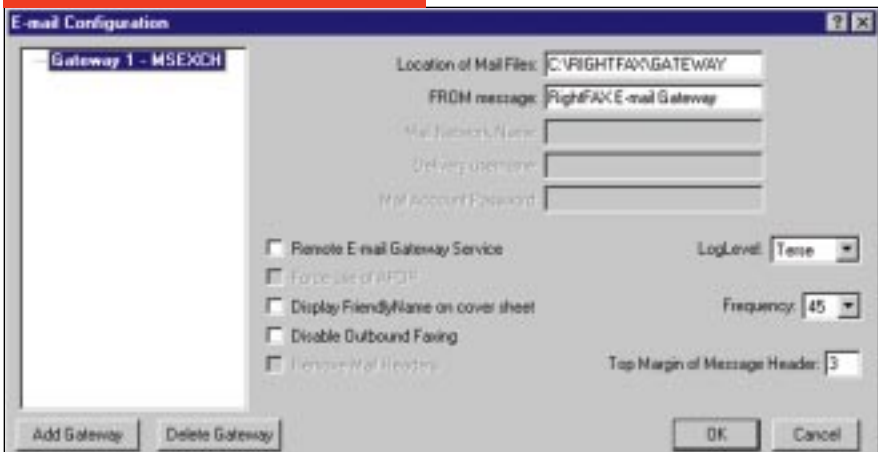 E-mail Configuration
Gateway 1 - MSEXCH
Location of Mail Files: C:\RIGHTFAX\GATEWAY
FROM message: RightFAX E-mail Gateway
Mail Network Name:
Delivery username:
Mail Account Password:
Remote E-mail Gateway Service
LogLevel: Terse
Force use of APDIR
Display FriendlyName on cover sheet
Frequency: 45
Disable Outbound Faxing
Remove Mail Headers
Top Margin of Message Header: 3
Add Gateway
Delete Gateway
OK
Cancel